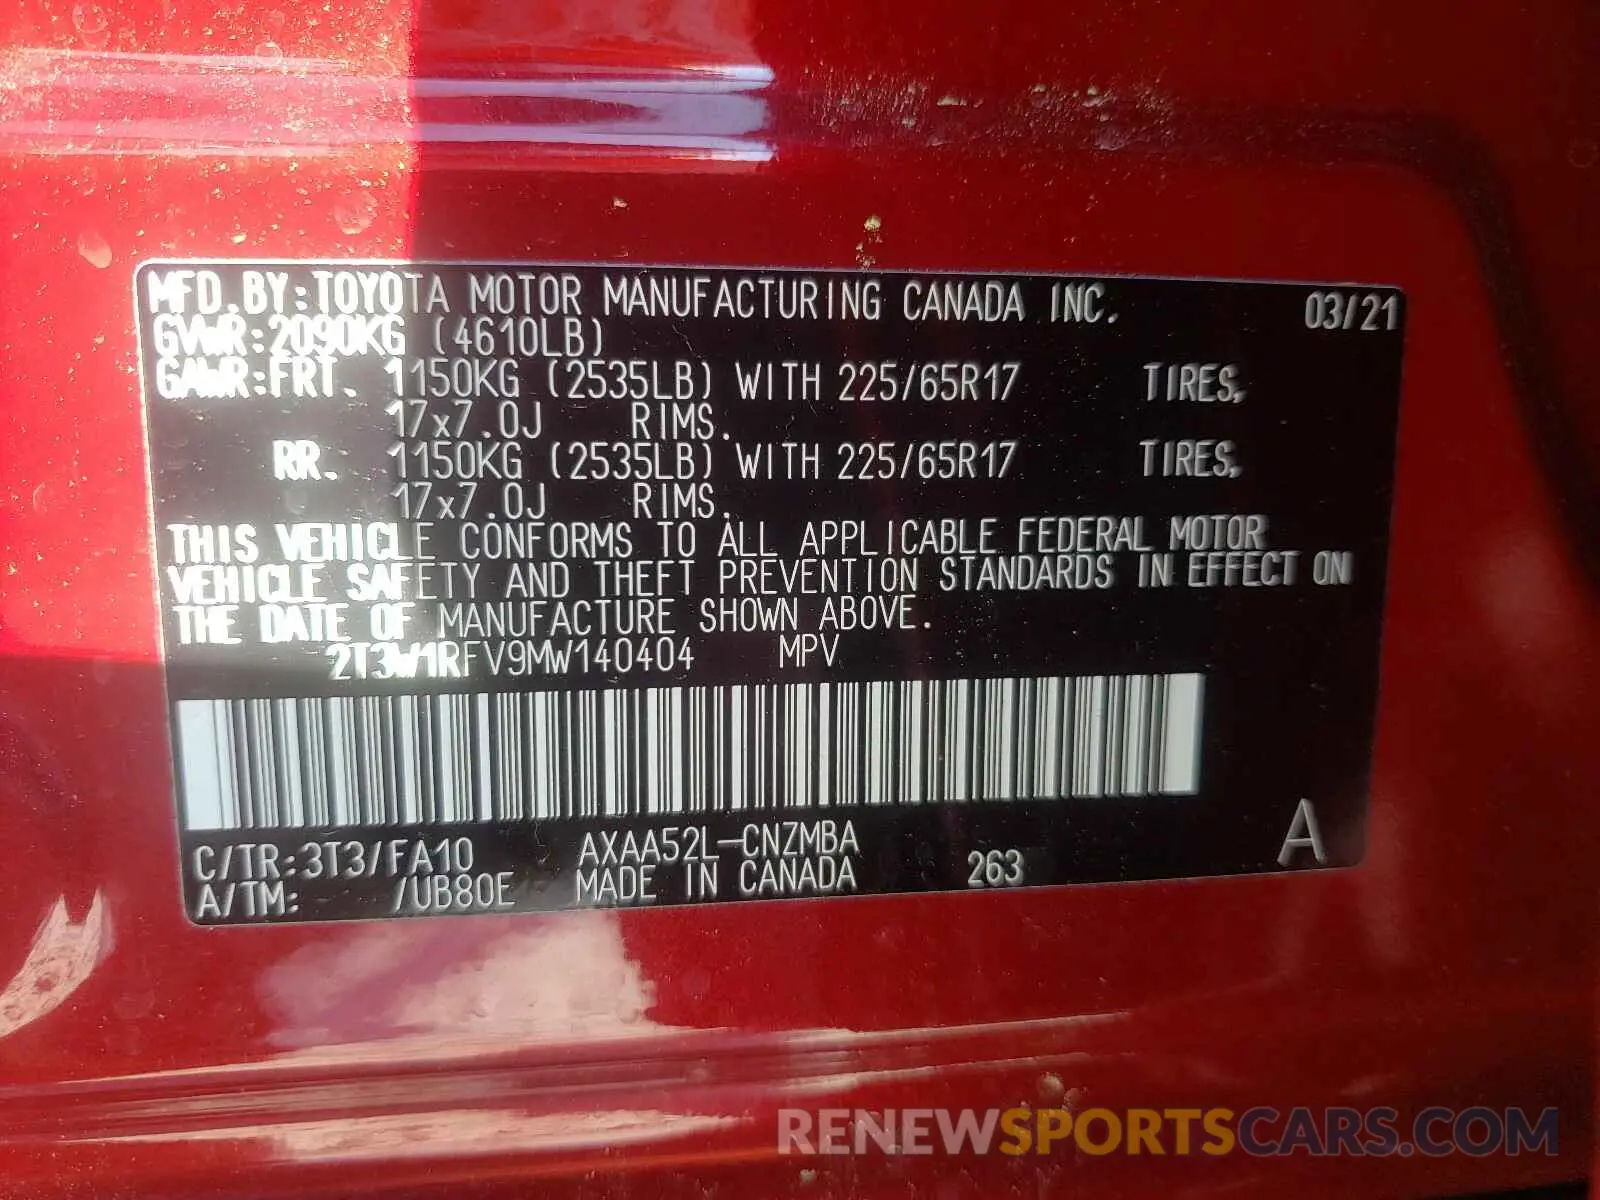 MFD.BY:TOYOTA MOTOR MANUFACTURING CANADA INC. 03/21
GVWR:2090KG (4610LB)
GAWR:FRT. 1150KG (2535LB) WITH 225/65R17 TIRES,
17x7.0J RIMS.
RR. 1150KG (2535LB) WITH 225/65R17 TIRES,
17x7.0J RIMS.
THIS VEHICLE CONFORMS TO ALL APPLICABLE FEDERAL MOTOR
VEHICLE SAFETY AND THEFT PREVENTION STANDARDS IN EFFECT ON
THE DATE OF MANUFACTURE SHOWN ABOVE.
2T3W1RFV9MW140404 MPV
C/TR:3T3/FA10 AXAA52L-CNZMBA A
A/TM: /UB80E MADE IN CANADA 263
RENEWSPORTSCARS.COM